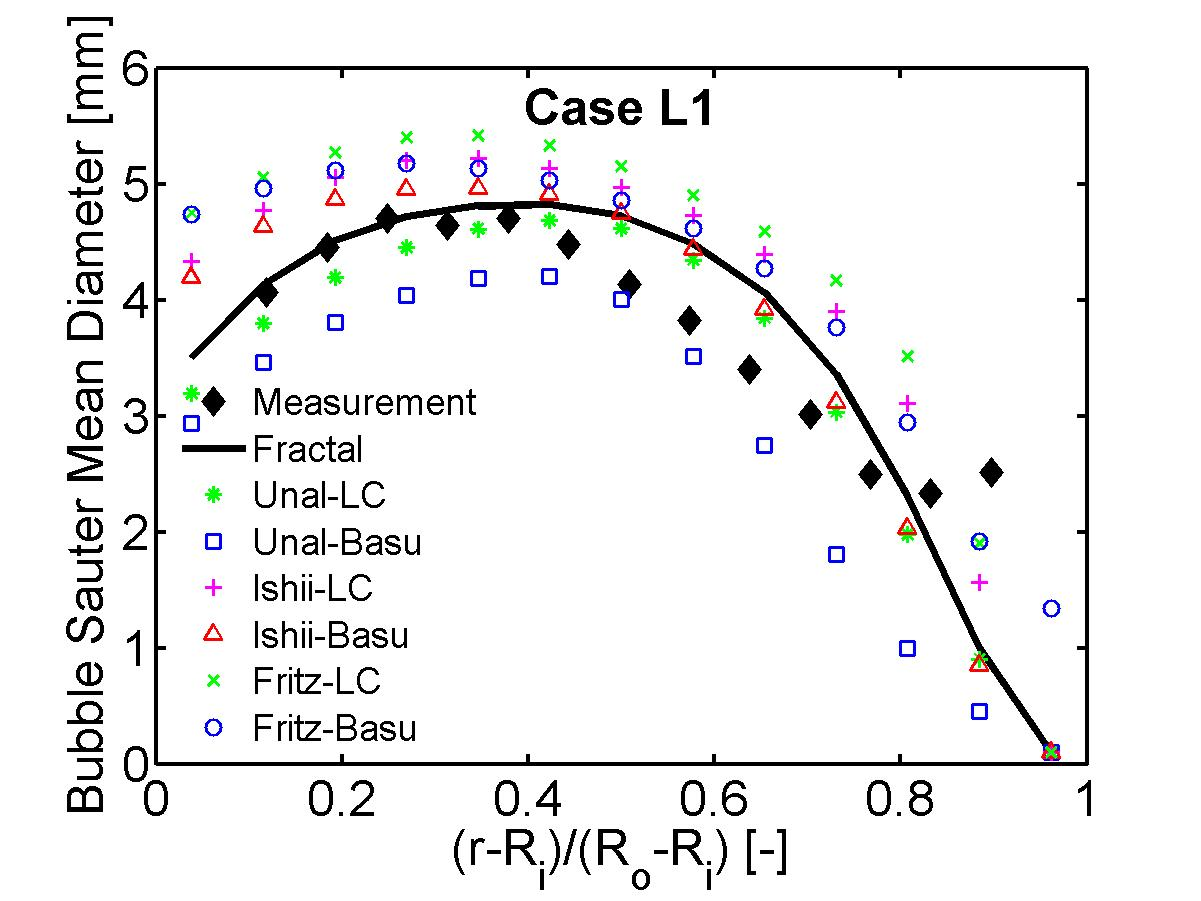 Case L1
Bubble Sauter Mean Diameter [mm]
6
5
4
3
2
1
0
Measurement
Fractal
Unal-LC
Unal-Basu
Ishii-LC
Ishii-Basu
Fritz-LC
Fritz-Basu
0 0.2 0.4 0.6 0.8 1
(r-Ri)/(Ro-Ri) [-]